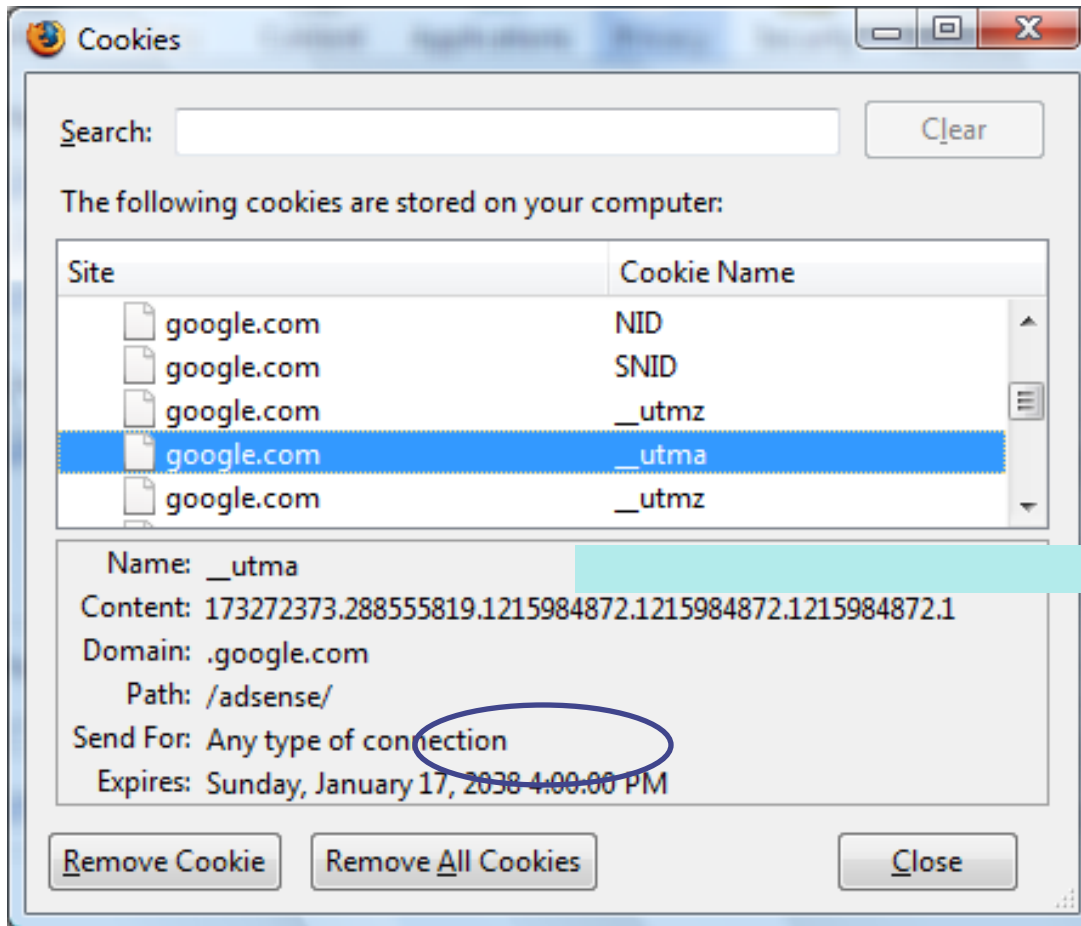 Cookies
Search:
Clear
The following cookies are stored on your computer:
Site Cookie Name
google.com NID
google.com SNID
google.com __utmz
google.com __utma
google.com __utmz
Name: __utma
Content: 173272373.288555819.1215984872.1215984872.1215984872.1
Domain: .google.com
Path: /adsense/
Send For: Any type of connection
Expires: Sunday, January 17, 2038 4:00:00 PM
Remove Cookie Remove All Cookies Close